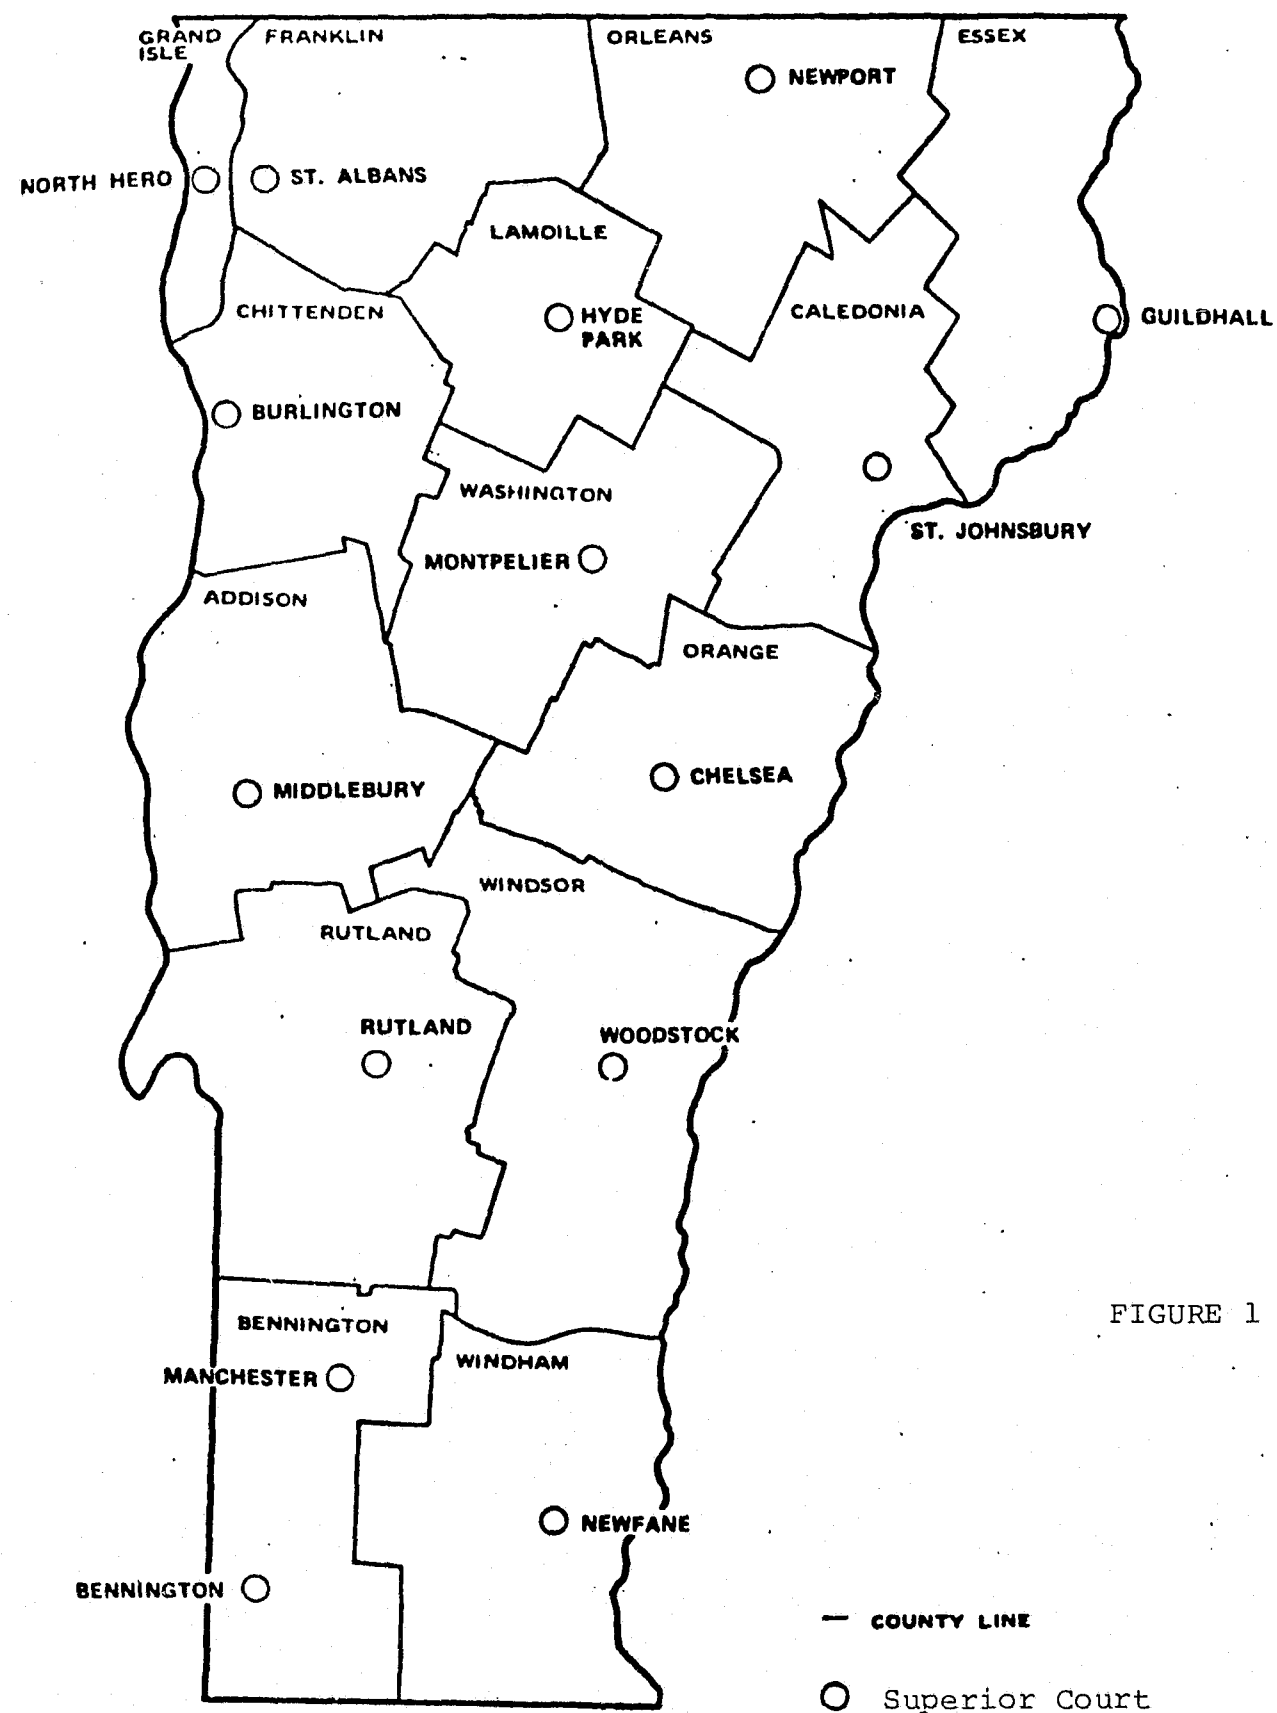 GRAND
ISLE
FRANKLIN
ORLEANS
ESSEX
NEWPORT
NORTH HERO
ST. ALBANS
LAMOILLE
CHITTENDEN
HYDE
PARK
CALEDONIA
GUILDHALL
BURLINGTON
WASHINGTON
ST. JOHNSBURY
MONTPELIER
ADDISON
ORANGE
MIDDLEBURY
CHELSEA
WINDSOR
RUTLAND
RUTLAND
WOODSTOCK
FIGURE 1
BENNINGTON
WINDHAM
MANCHESTER
NEWFANE
BENNINGTON
— COUNTY LINE
Superior Court